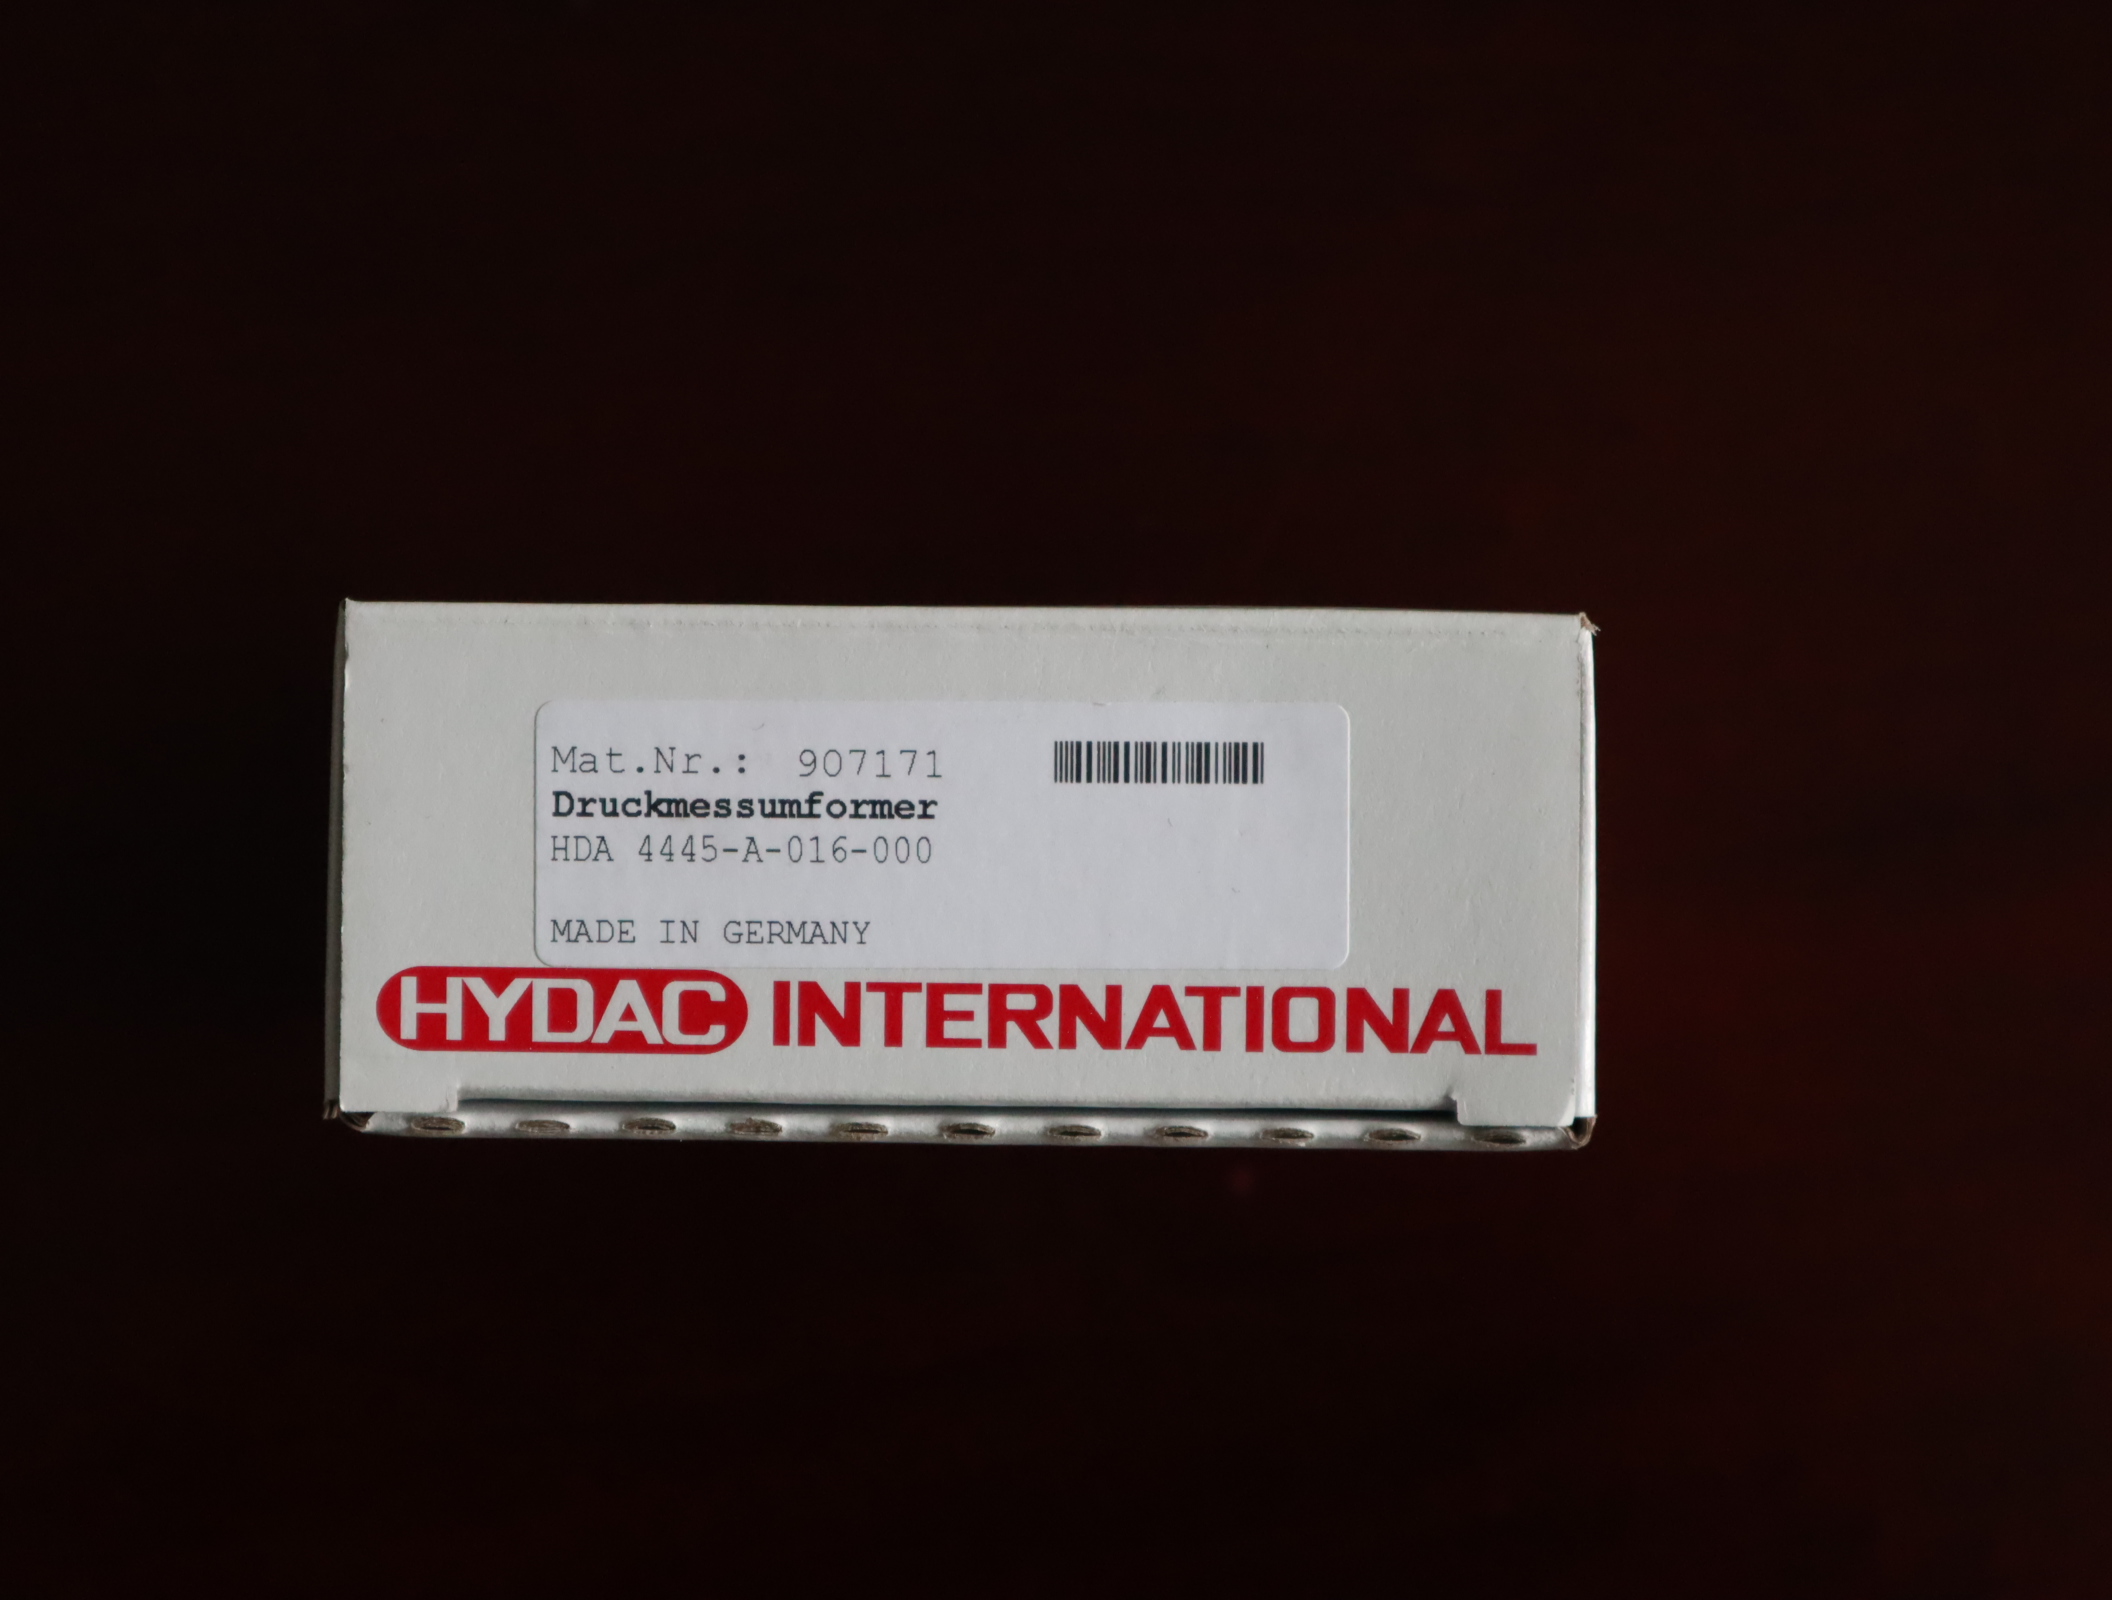 Mat.Nr.: 907171
Druckmessumformer
HDA 4445-A-016-000
MADE IN GERMANY
HYDAC INTERNATIONAL